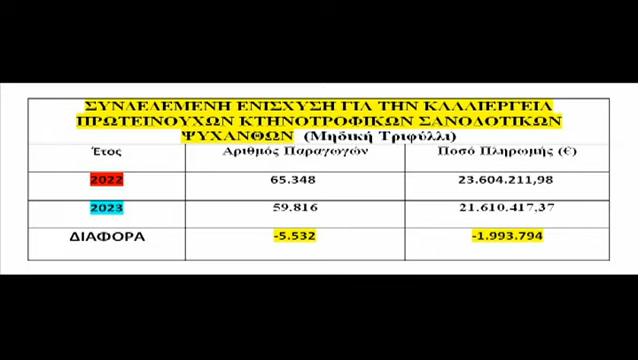 ΣΥΝΔΕΔΕΜΕΝΗ ΕΝΙΣΧΥΣΗ ΓΙΑ ΤΗΝ ΚΑΛΛΙΕΡΓΕΙΑ
ΠΡΩΤΕΙΝΟΥΧΩΝ ΚΤΗΝΟΤΡΟΦΙΚΩΝ ΣΑΝΟΔΟΤΙΚΩΝ
ΨΥΧΑΝΘΩΝ (Μηδική Τριφύλλι)
Έτος Αριθμός Παραγωγών Ποσό Πληρωμής (€)
2022 65.348 23.604.211,98
2023 59.816 21.610.417,37
ΔΙΑΦΟΡΑ -5.532 -1.993.794